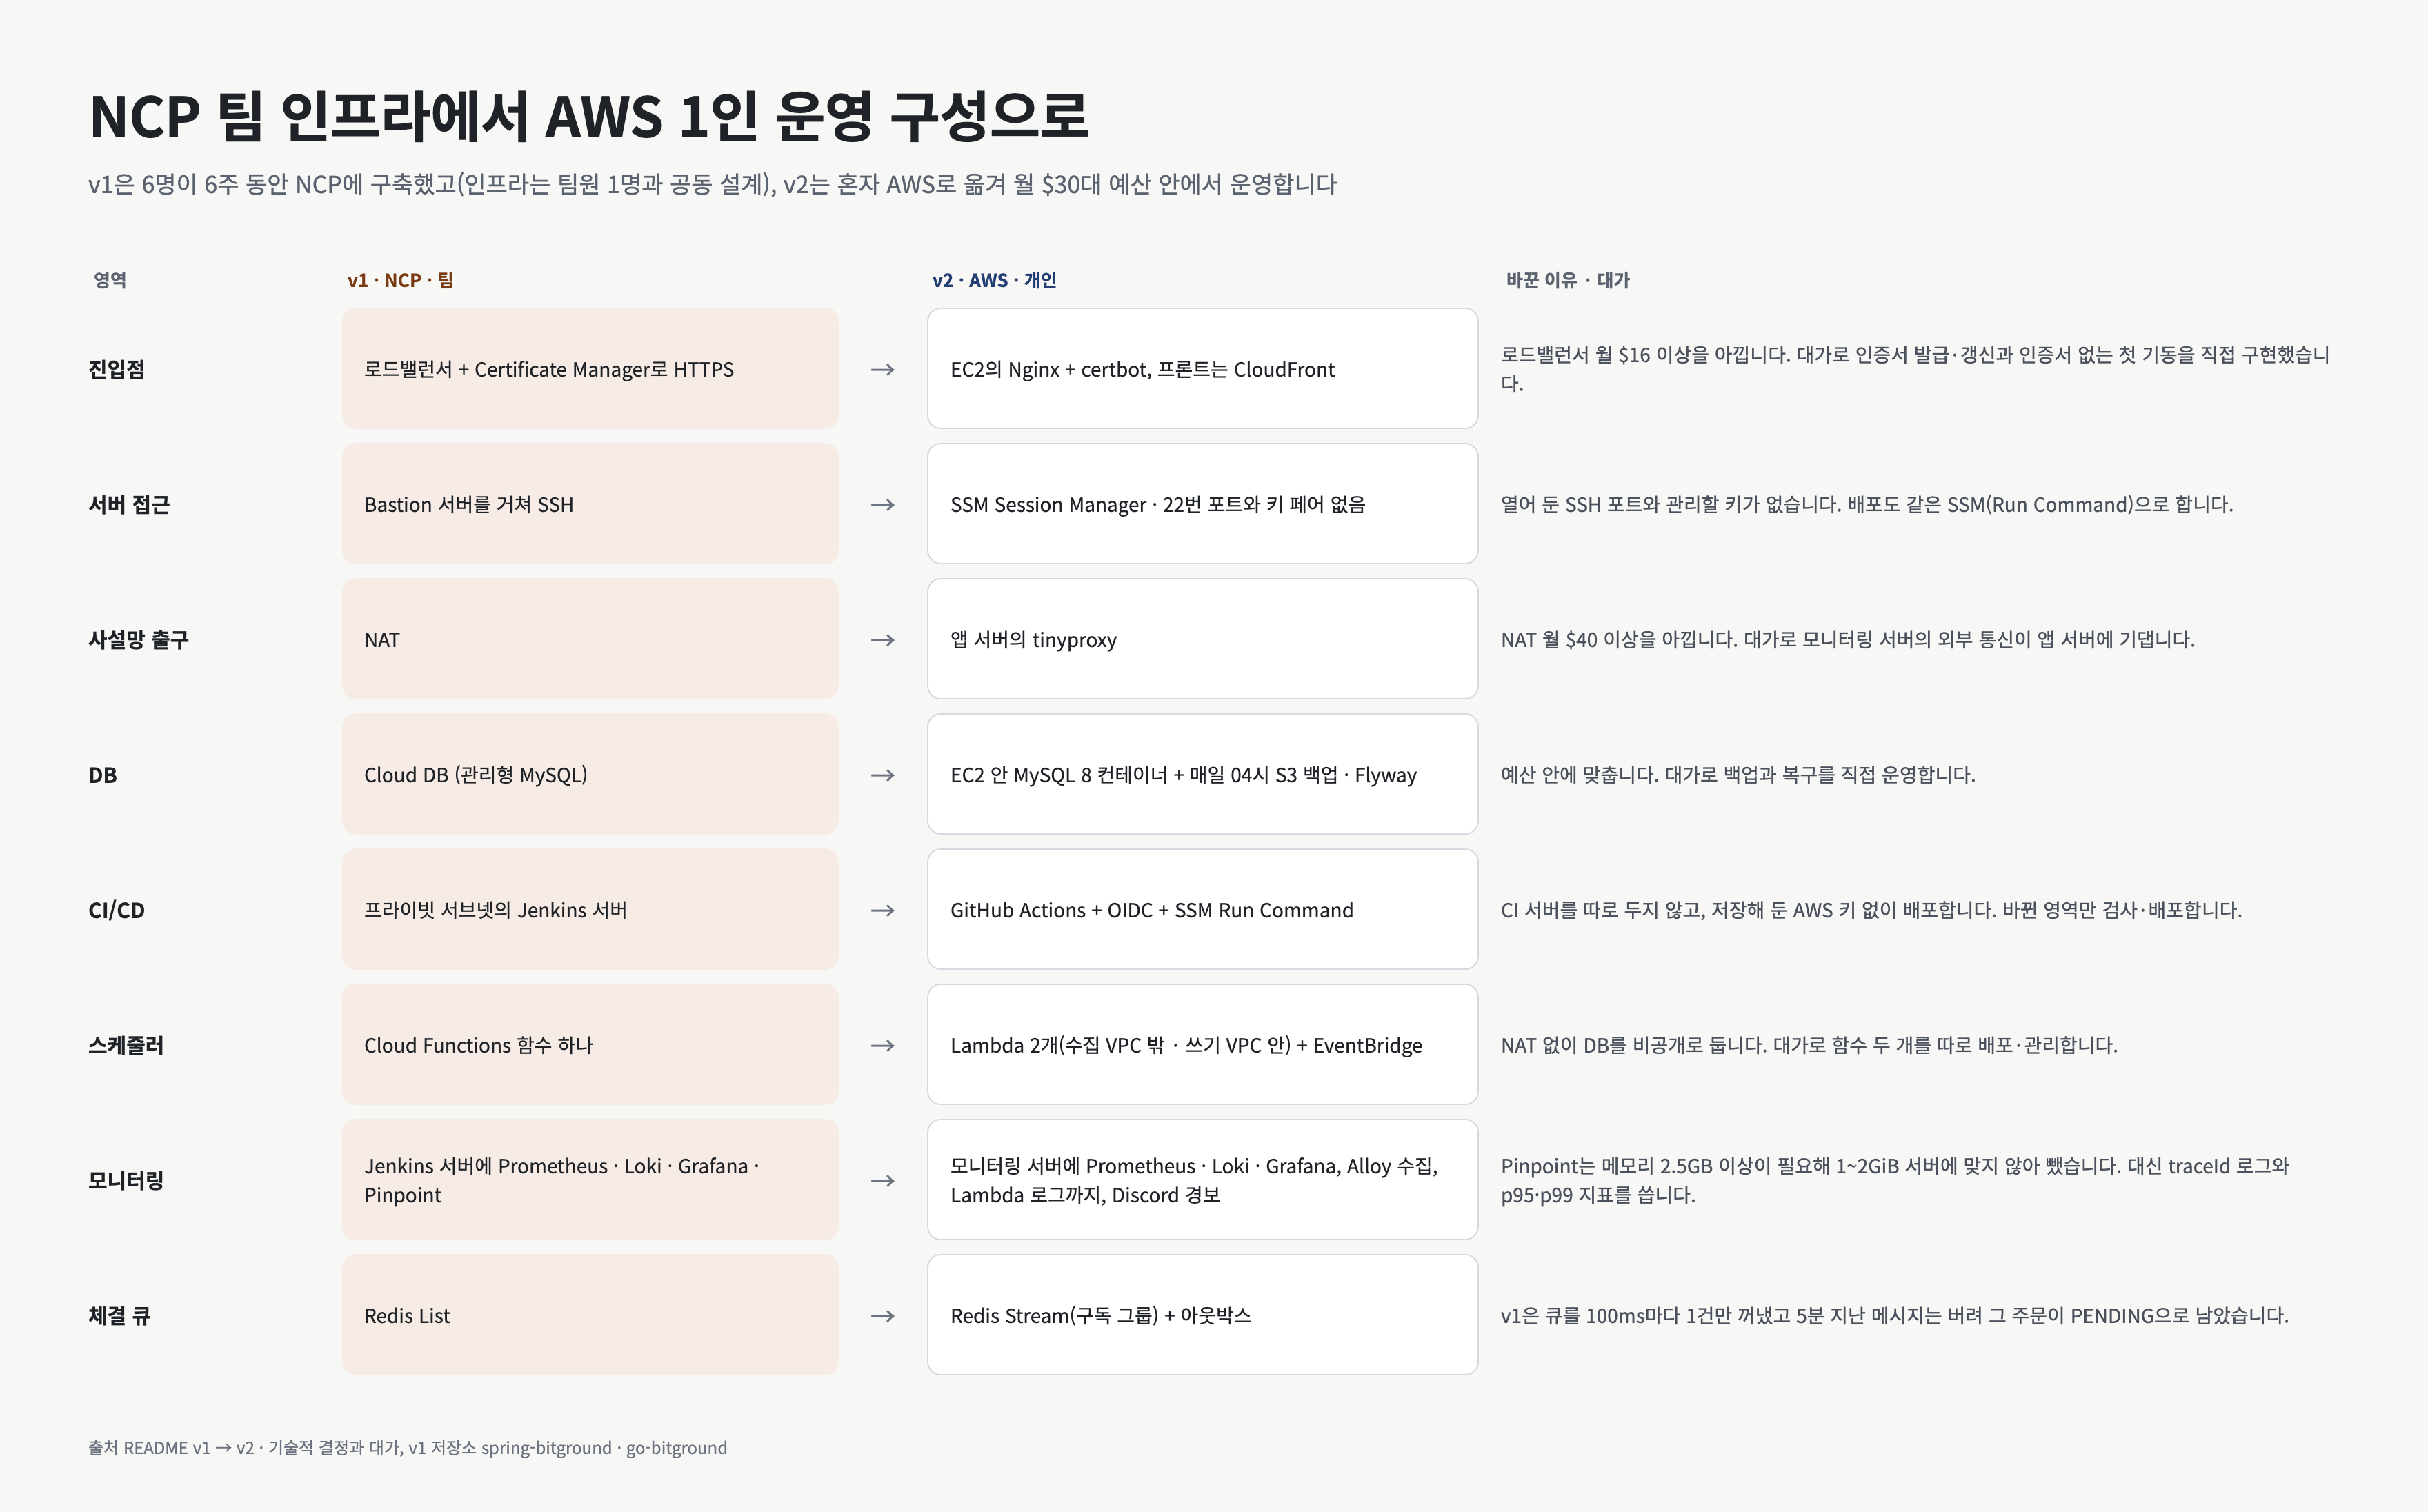 NCP 팀 인프라에서 AWS 1인 운영 구성으로
v1은 6명이 6주 동안 NCP에 구축했고(인프라는 팀원 1명과 공동 설계), v2는 혼자 AWS로 옮겨 월 $30대 예산 안에서 운영합니다
영역
v1 · NCP · 팀
v2 · AWS · 개인
바꾼 이유 · 대가
진입점
로드밸런서 + Certificate Manager로 HTTPS
→
EC2의 Nginx + certbot, 프론트는 CloudFront
로드밸런서 월 $16 이상을 아낍니다. 대가로 인증서 발급·갱신과 인증서 없는 첫 기동을 직접 구현했습니
다.
서버 접근
Bastion 서버를 거쳐 SSH
→
SSM Session Manager · 22번 포트와 키 페어 없음
열어 둔 SSH 포트와 관리할 키가 없습니다. 배포도 같은 SSM(Run Command)으로 합니다.
사설망 출구
NAT
→
앱 서버의 tinyproxy
NAT 월 $40 이상을 아낍니다. 대가로 모니터링 서버의 외부 통신이 앱 서버에 기댑니다.
DB
Cloud DB (관리형 MySQL)
→
EC2 안 MySQL 8 컨테이너 + 매일 04시 S3 백업 · Flyway
예산 안에 맞춥니다. 대가로 백업과 복구를 직접 운영합니다.
CI/CD
프라이빗 서브넷의 Jenkins 서버
→
GitHub Actions + OIDC + SSM Run Command
CI 서버를 따로 두지 않고, 저장해 둔 AWS 키 없이 배포합니다. 바뀐 영역만 검사·배포합니다.
스케줄러
Cloud Functions 함수 하나
→
Lambda 2개(수집 VPC 밖 · 쓰기 VPC 안) + EventBridge
NAT 없이 DB를 비공개로 둡니다. 대가로 함수 두 개를 따로 배포·관리합니다.
모니터링
Jenkins 서버에 Prometheus · Loki · Grafana ·
Pinpoint
→
모니터링 서버에 Prometheus · Loki · Grafana, Alloy 수집,
Lambda 로그까지, Discord 경보
Pinpoint는 메모리 2.5GB 이상이 필요해 1~2GiB 서버에 맞지 않아 뺐습니다. 대신 traceId 로그와
p95·p99 지표를 씁니다.
체결 큐
Redis List
→
Redis Stream(구독 그룹) + 아웃박스
v1은 큐를 100ms마다 1건만 꺼냈고 5분 지난 메시지는 버려 그 주문이 PENDING으로 남았습니다.
출처 README v1 → v2 · 기술적 결정과 대가, v1 저장소 spring-bitground · go-bitground